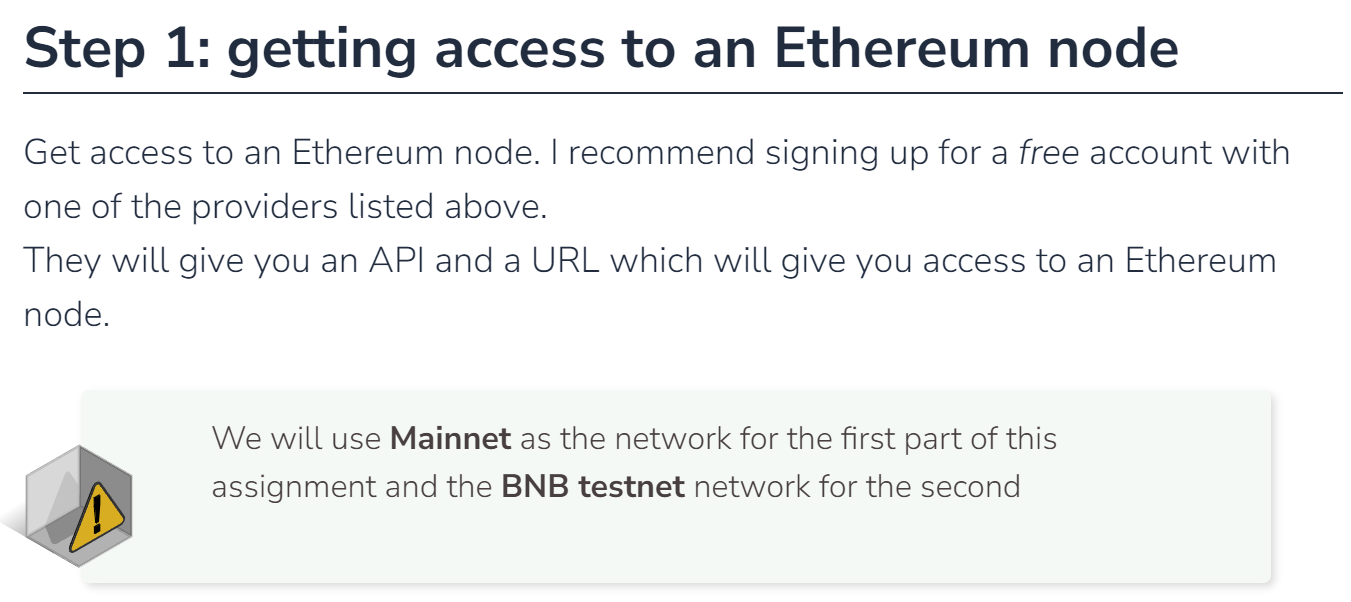 Step 1: getting access to an Ethereum node
Get access to an Ethereum node. I recommend signing up for a free account with
one of the providers listed above.
They will give you an API and a URL which will give you access to an Ethereum
node.
We will use Mainnet as the network for the first part of this
assignment and the BNB testnet network for the second